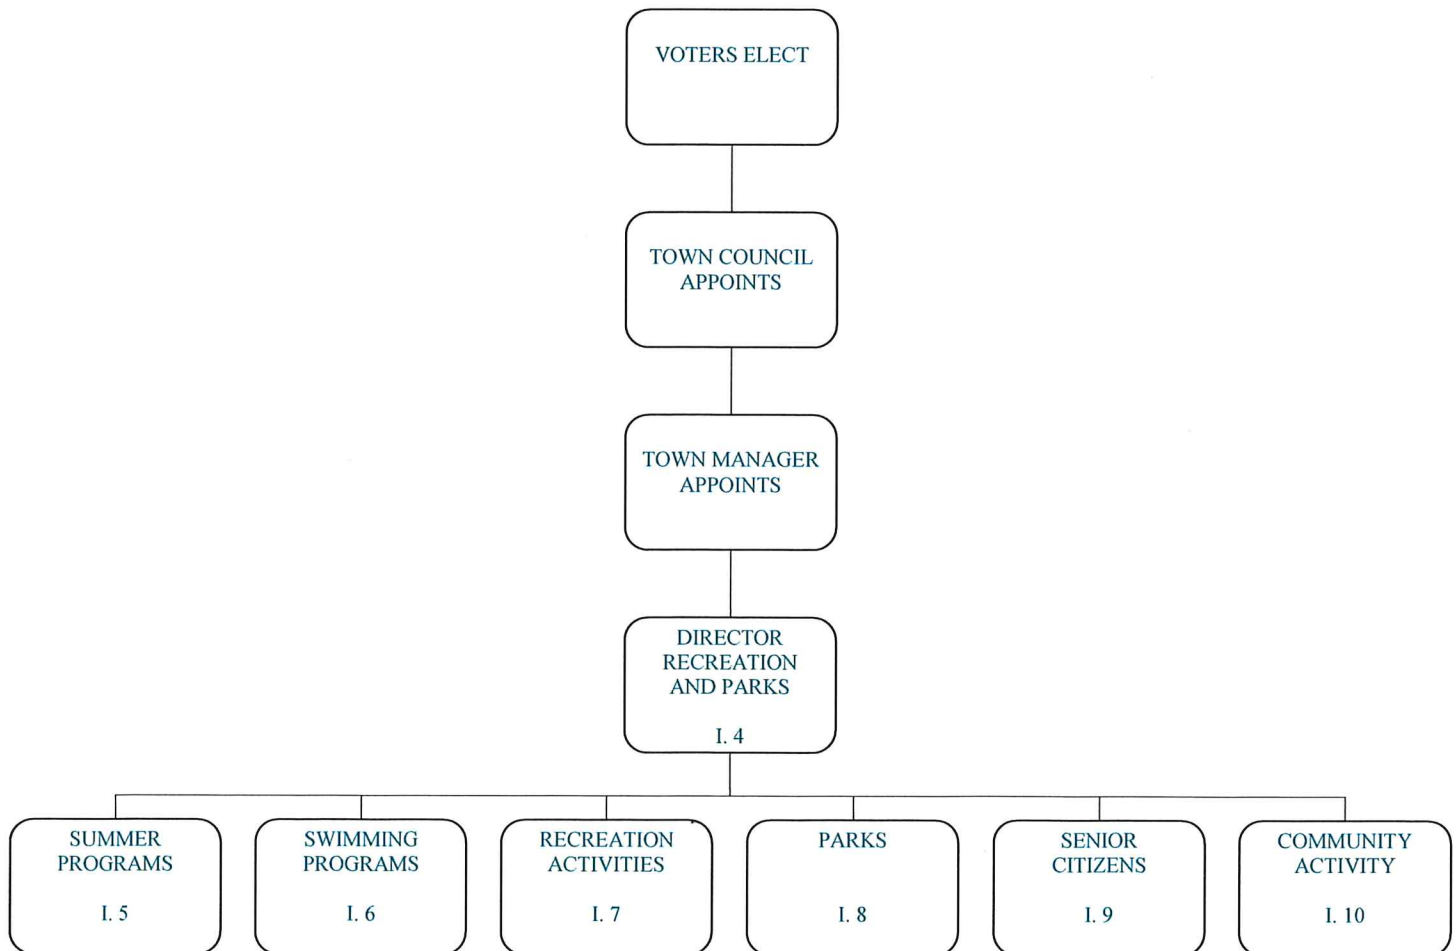 VOTERS ELECT
TOWN COUNCIL
APPOINTS
TOWN MANAGER
APPOINTS
DIRECTOR
RECREATION
AND PARKS
I. 4
SUMMER
PROGRAMS
I. 5
SWIMMING
PROGRAMS
I. 6
RECREATION
ACTIVITIES
I. 7
PARKS
I. 8
SENIOR
CITIZENS
I. 9
COMMUNITY
ACTIVITY
I. 10